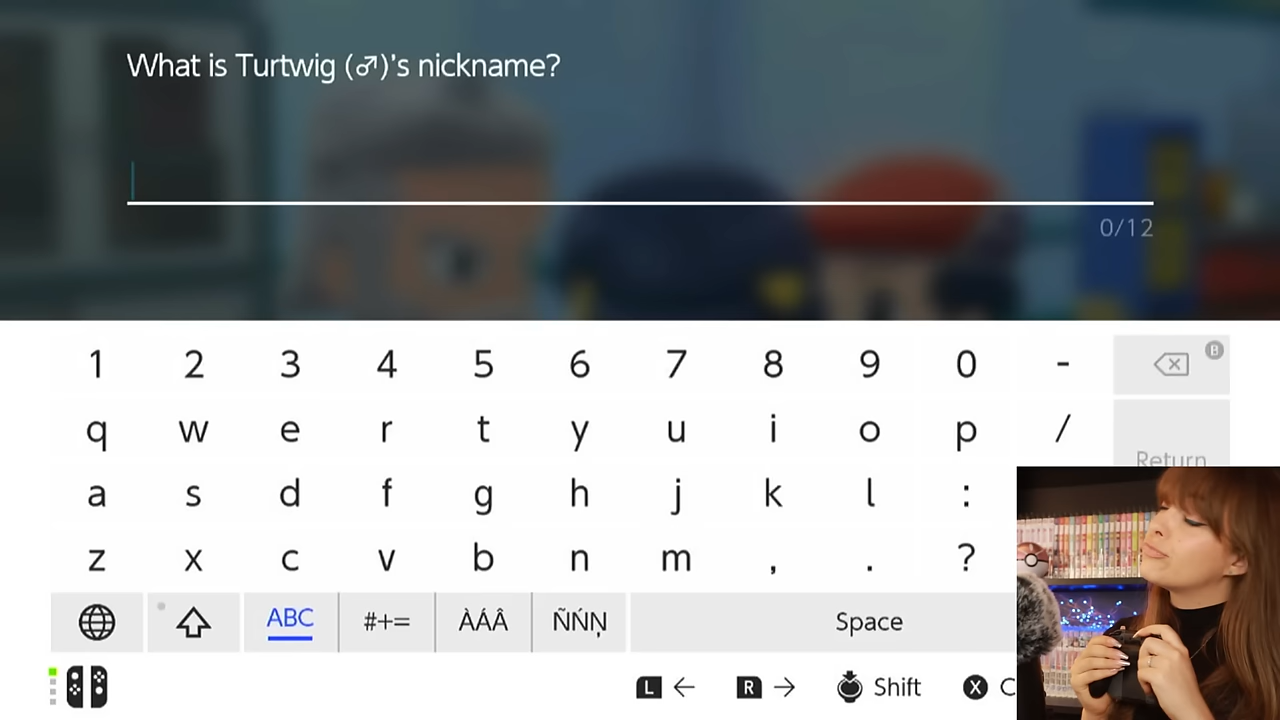 What is Turtwig (♂)'s nickname?
0/12
1 2 3 4 5 6 7 8 9 0 -
B
q w e r t y u i o p /
Return
a s d f g h j k l :
z x c v b n m , . ?
ABC #+= ÀÁÂ ÑŃŅ Space
L ← R → Shift X C